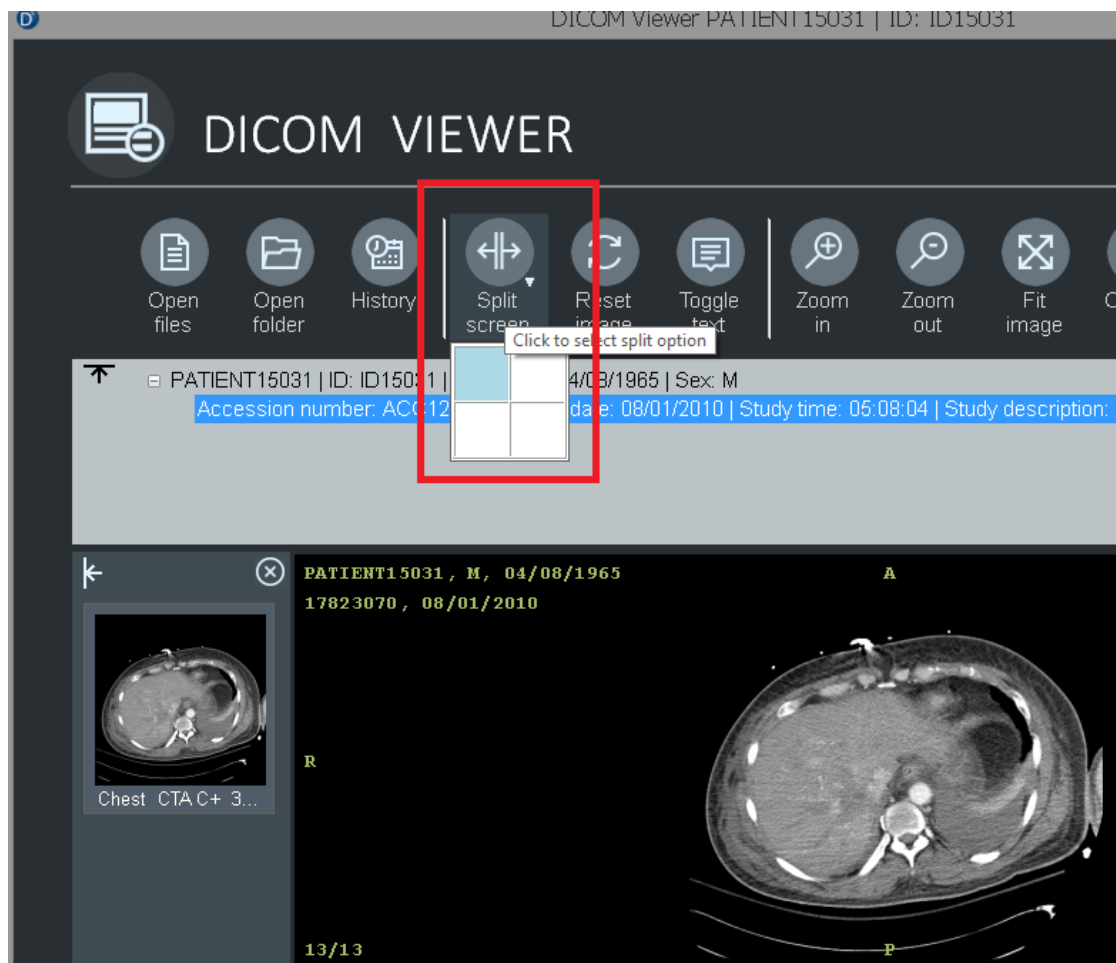 DICOM Viewer PATIENT15031 | ID: ID15031
DICOM VIEWER
Open files
Open folder
History
Split screen
Reset image
Toggle text
Zoom in
Zoom out
Fit image
Click to select split option
PATIENT15031 | ID: ID15031 | 4/08/1965 | Sex: M
Accession number: ACC12 date: 08/01/2010 | Study time: 05:08:04 | Study description:
PATIENT15031, M, 04/08/1965
A
17823070, 08/01/2010
R
Chest CTA C+ 3...
13/13
P